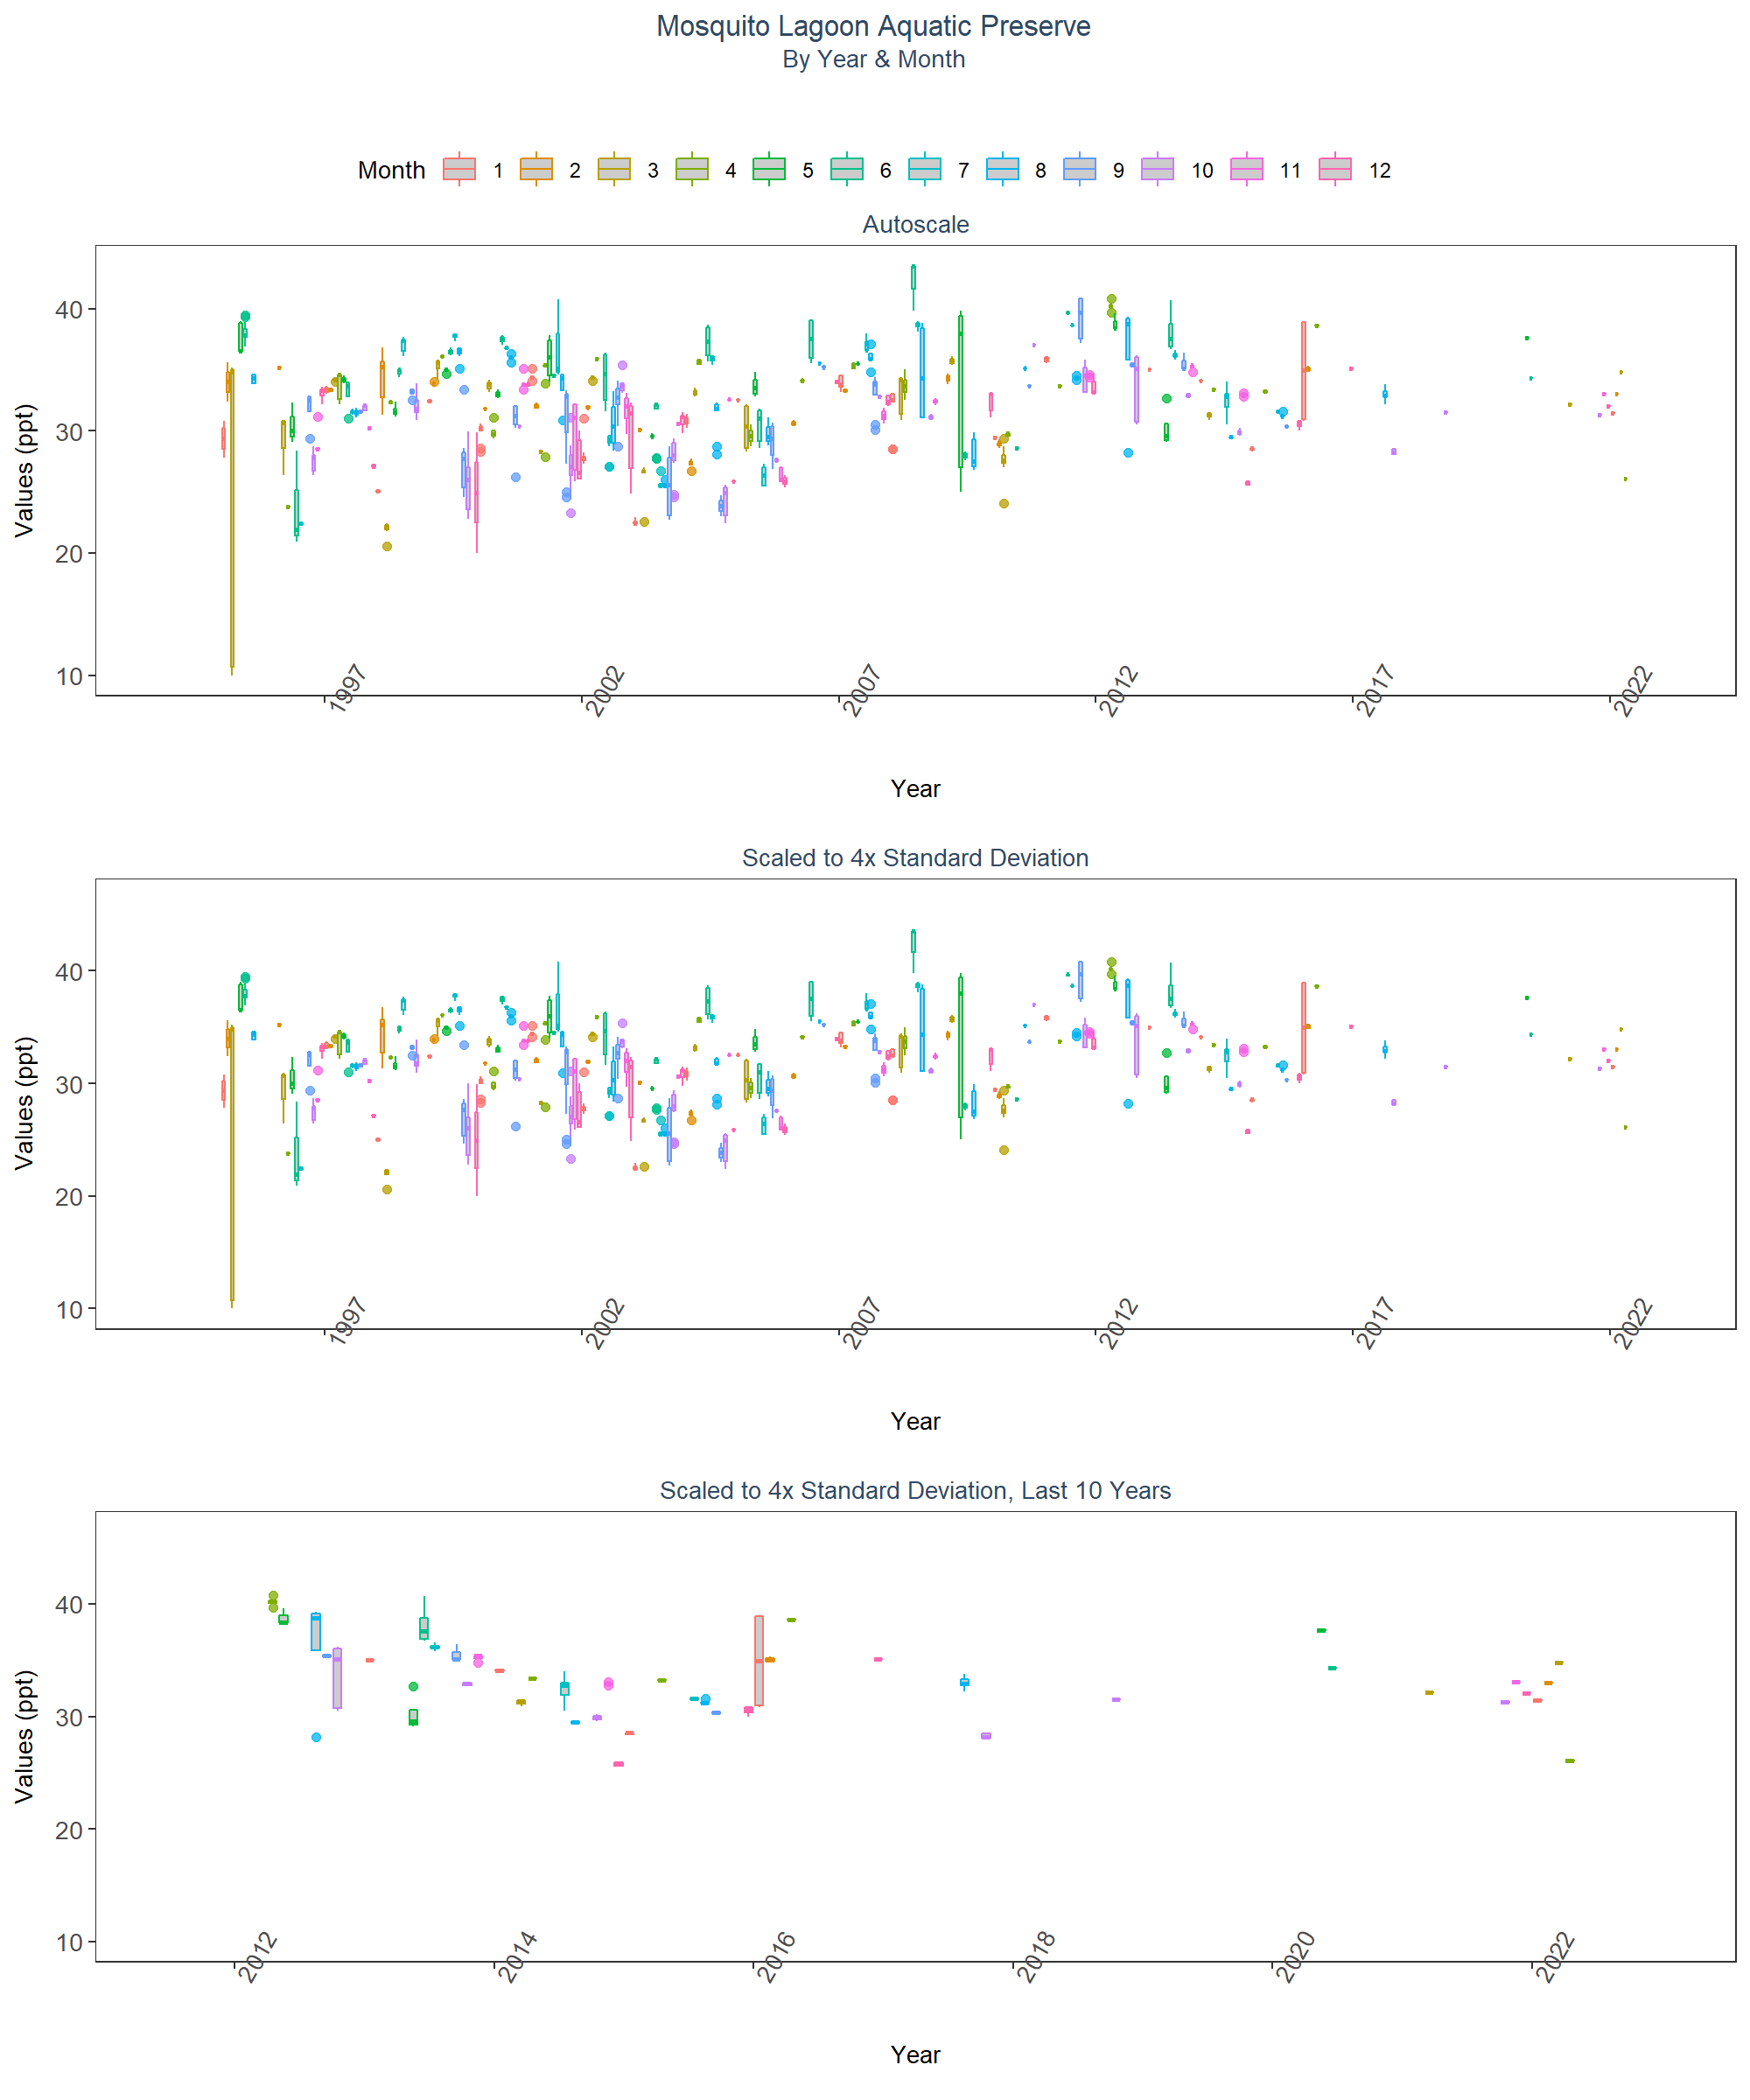 Mosquito Lagoon Aquatic Preserve
By Year & Month
Month 1 2 3 4 5 6 7 8 9 10 11 12
Autoscale
Values (ppt)
40
30
20
10
1997 2002 2007 2012 2017 2022
Year
Scaled to 4x Standard Deviation
Values (ppt)
40
30
20
10
1997 2002 2007 2012 2017 2022
Year
Scaled to 4x Standard Deviation, Last 10 Years
Values (ppt)
40
30
20
10
2012 2014 2016 2018 2020 2022
Year